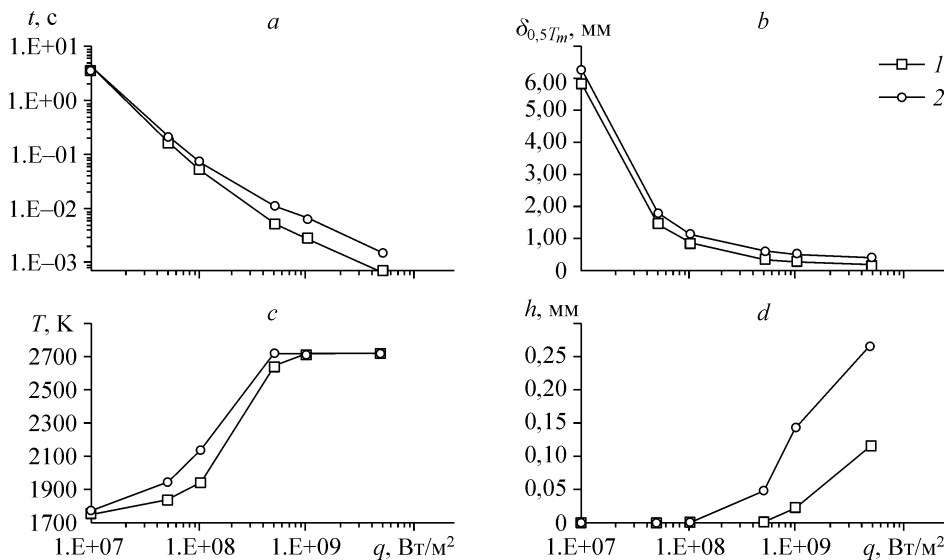 t, с
a
1.E+01
1.E+00
1.E–01
1.E–02
1.E–03
δ0,5Tm, мм
b
6,00
5,00
4,00
3,00
2,00
1,00
0
1
2
T, К
c
2700
2500
2300
2100
1900
1700
1.E+07
1.E+08
1.E+09
q, Вт/м²
h, мм
d
0,25
0,20
0,15
0,10
0,05
0
1.E+07
1.E+08
1.E+09
q, Вт/м²